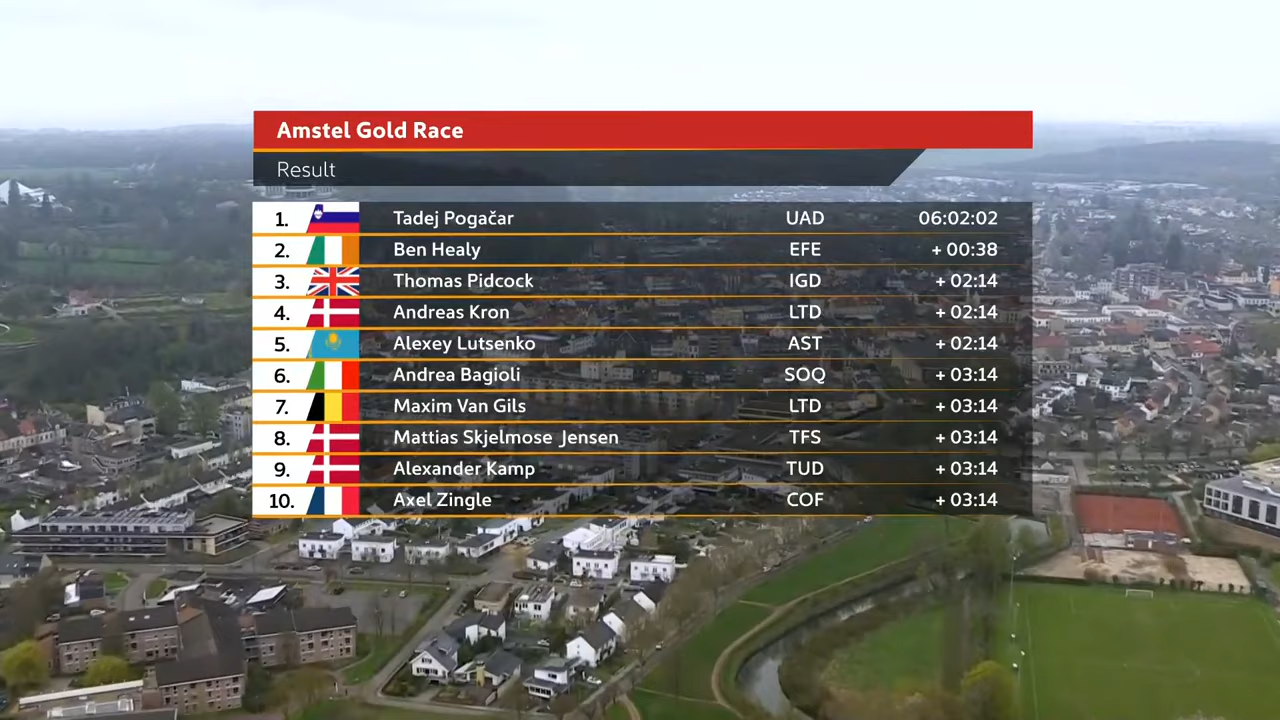 Amstel Gold Race
Result
1. Tadej Pogačar UAD 06:02:02
2. Ben Healy EFE + 00:38
3. Thomas Pidcock IGD + 02:14
4. Andreas Kron LTD + 02:14
5. Alexey Lutsenko AST + 02:14
6. Andrea Bagioli SOQ + 03:14
7. Maxim Van Gils LTD + 03:14
8. Mattias Skjelmose Jensen TFS + 03:14
9. Alexander Kamp TUD + 03:14
10. Axel Zingle COF + 03:14